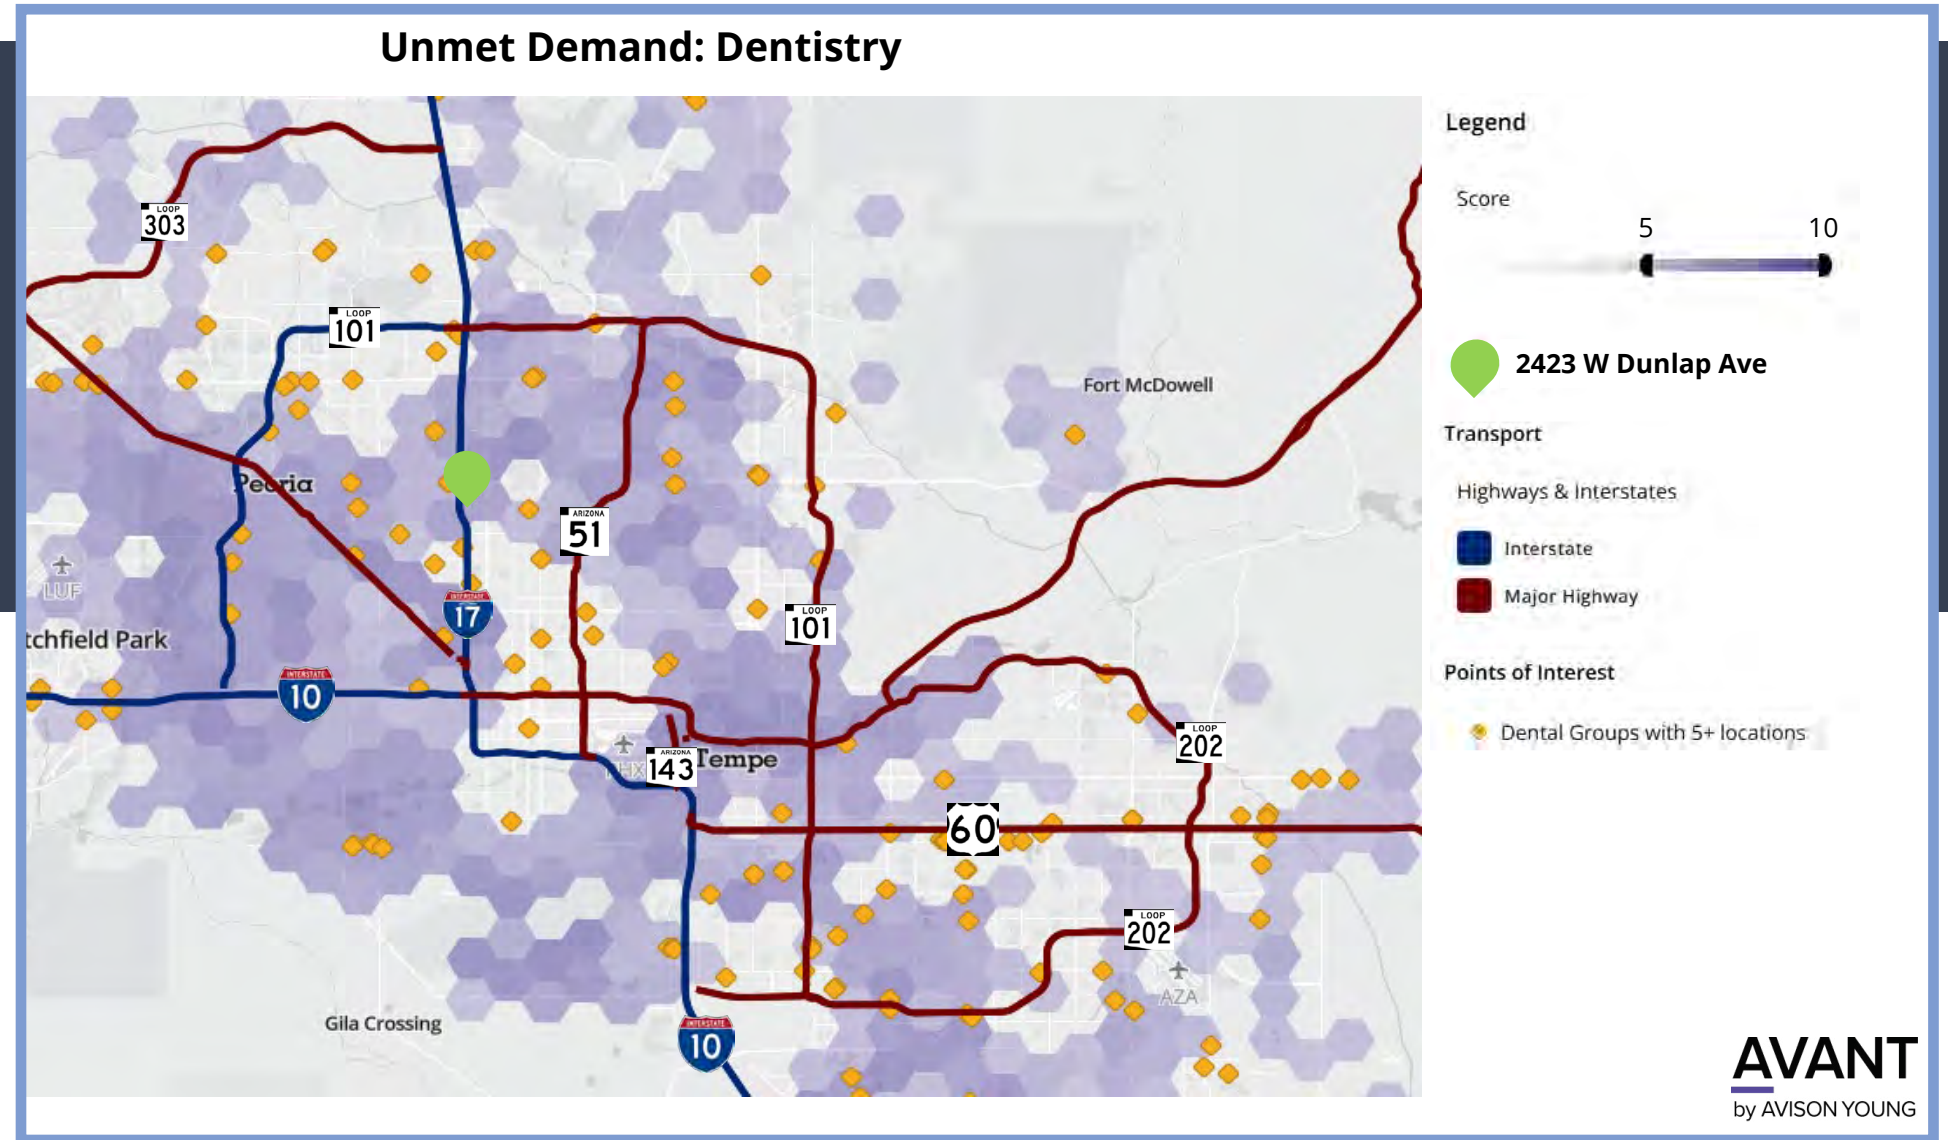 Unmet Demand: Dentistry
LOOP
303
LOOP
101
Peoria
ARIZONA
51
LUF
INTERSTATE
17
LOOP
101
tchfield Park
INTERSTATE
10
Fort McDowell
ARIZONA
143
Tempe
LOOP
202
60
LOOP
202
AZA
Gila Crossing
INTERSTATE
10
Legend
Score
5 10
2423 W Dunlap Ave
Transport
Highways & Interstates
Interstate
Major Highway
Points of Interest
Dental Groups with 5+ locations
AVANT
by AVISON YOUNG